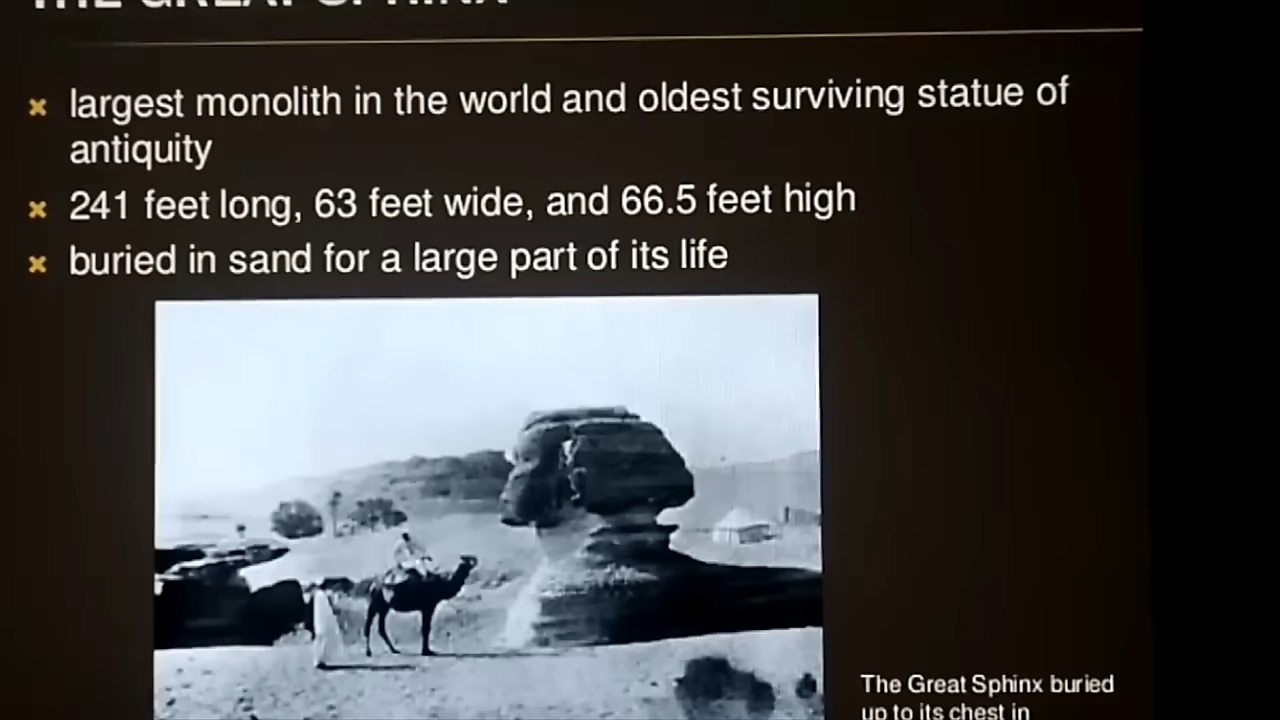 THE GREAT SPHINX
largest monolith in the world and oldest surviving statue of
antiquity
241 feet long, 63 feet wide, and 66.5 feet high
buried in sand for a large part of its life
The Great Sphinx buried
up to its chest in